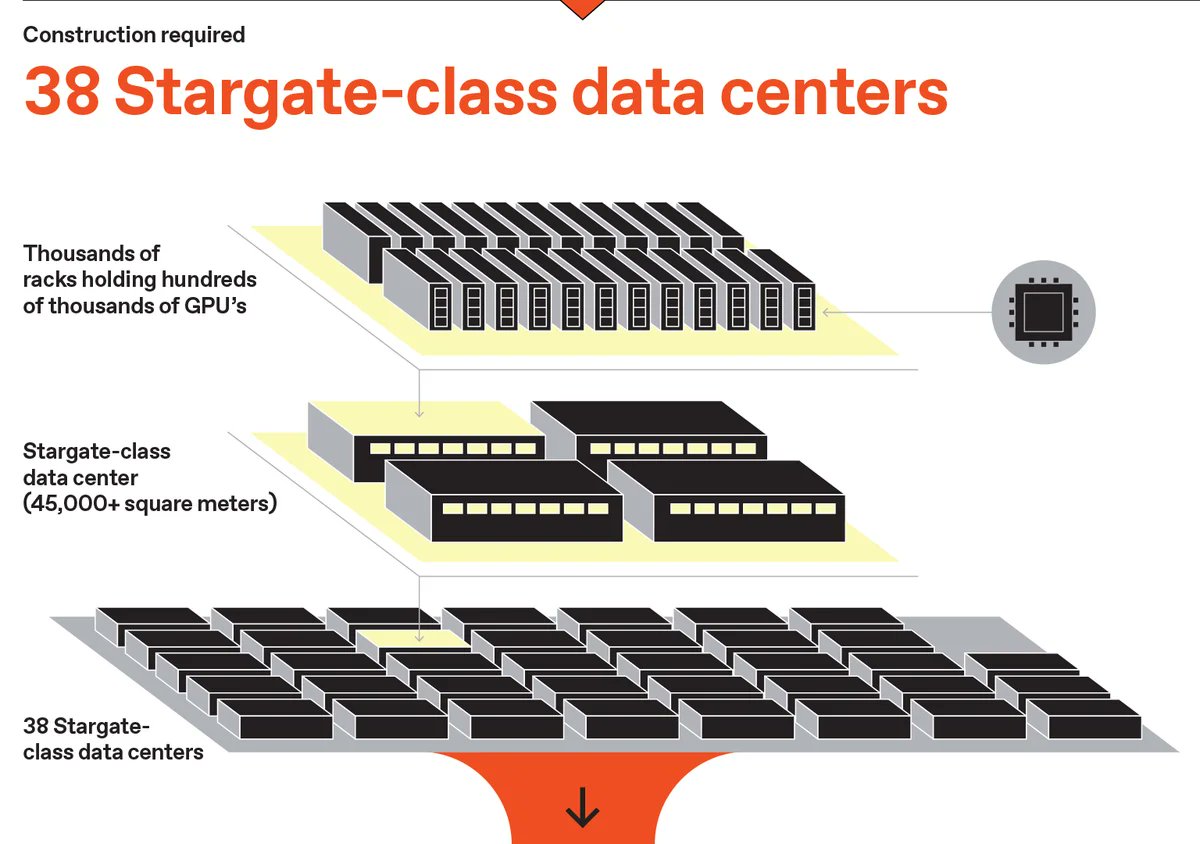 Construction required
38 Stargate-class data centers
Thousands of
racks holding hundreds
of thousands of GPU's
Stargate-class
data center
(45,000+ square meters)
38 Stargate-
class data centers